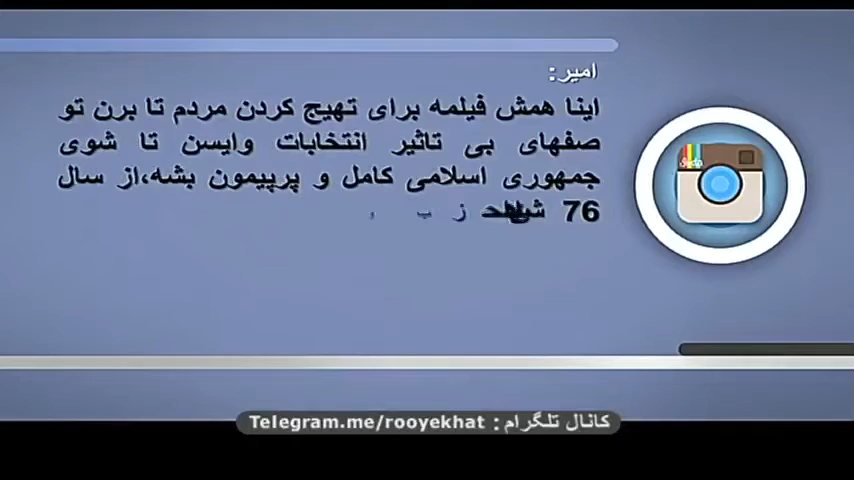 امیر:
اینا همش فیلمه برای تهیج کردن مردم تا برن تو
صفهای بی تاثیر انتخابات وایسن تا شوی
جمهوری اسلامی کامل و پرپیمون بشه،از سال
76
کانال تلگرام : Telegram.me/rooyekhat